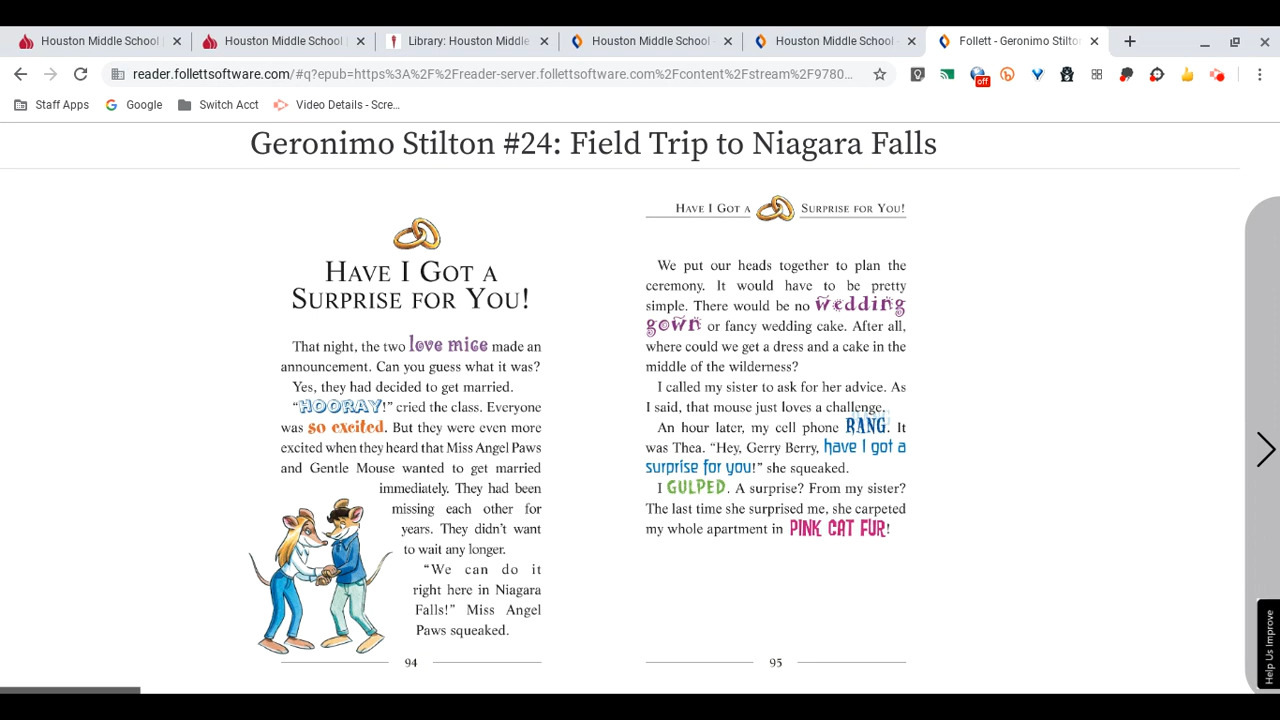 Houston Middle School
Houston Middle School
Library: Houston Middle
Houston Middle School
Houston Middle School
Follett - Geronimo Stilton
reader.follettsoftware.com/#q?epub=https%3A%2F%2Freader-server.follettsoftware.com%2Fcontent%2Fstream%2F9780...
off
Staff Apps
Google
Switch Acct
Video Details - Scre...
Geronimo Stilton #24: Field Trip to Niagara Falls
HAVE I GOT A
SURPRISE FOR YOU!
That night, the two love mice made an
announcement. Can you guess what it was?
Yes, they had decided to get married.
“HOORAY!” cried the class. Everyone
was so excited. But they were even more
excited when they heard that Miss Angel Paws
and Gentle Mouse wanted to get married
immediately. They had been
missing each other for
years. They didn’t want
to wait any longer.
“We can do it
right here in Niagara
Falls!” Miss Angel
Paws squeaked.
94
HAVE I GOT A SURPRISE FOR YOU!
We put our heads together to plan the
ceremony. It would have to be pretty
simple. There would be no wedding
gown or fancy wedding cake. After all,
where could we get a dress and a cake in the
middle of the wilderness?
I called my sister to ask for her advice. As
I said, that mouse just loves a challenge.
An hour later, my cell phone RANG. It
was Thea. “Hey, Gerry Berry, have I got a
surprise for you!” she squeaked.
I GULPED. A surprise? From my sister?
The last time she surprised me, she carpeted
my whole apartment in PINK CAT FUR!
95
Help Us Improve